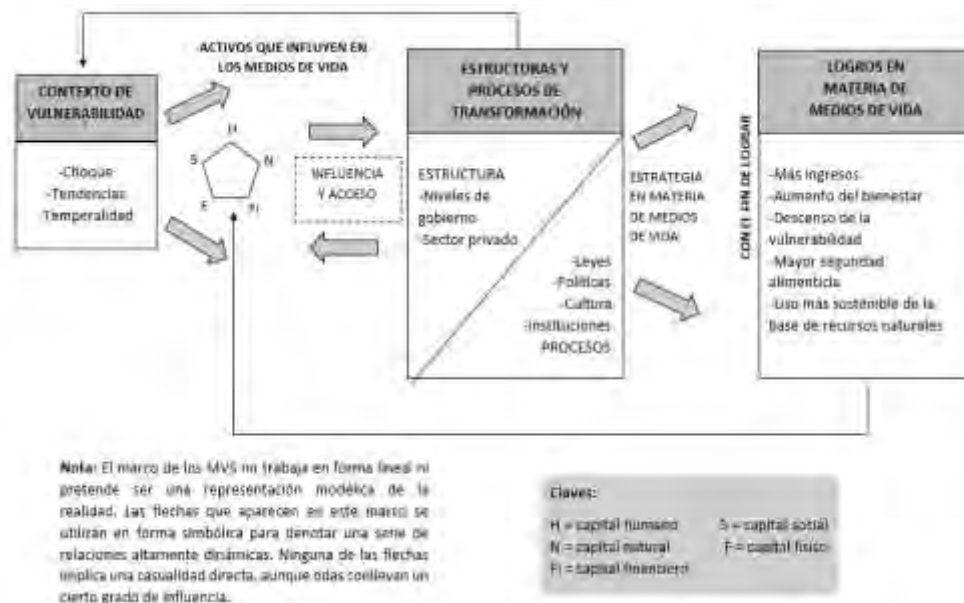 ACTIVOS QUE INFLUYEN EN
LOS MEDIOS DE VIDA
CONTEXTO DE
VULNERABILIDAD
-Choque
-Tendencias
Temperalidad
H
S
N
F
Fi
INFLUENCIA
Y ACCESO
ESTRUCTURAS Y
PROCESOS DE
TRANSFORMACIÓN
ESTRUCTURA
-Niveles de
gobierno
-Sector privado
-Leyes
-Políticas
-Cultura
-Instituciones
PROCESOS
ESTRATEGIA
EN MATERIA
DE MEDIOS
DE VIDA
CON EL FIN DE LOGRAR
LOGROS EN
MATERIA DE
MEDIOS DE VIDA
-Más ingresos
-Aumento del bienestar
-Descenso de la
vulnerabilidad
-Mayor seguridad
alimenticia
-Uso más sostenible de la
base de recursos naturales
Nota: El marco de los MVS no trabaja en forma lineal ni
pretende ser una representación modélica de la
realidad. Las flechas que aparecen en este marco se
utilizan en forma simbólica para denotar una serie de
relaciones altamente dinámicas. Ninguna de las flechas
implica una casualidad directa, aunque odas conllevan un
cierto grado de influencia.
Claves:
H = capital humano S = capital social
N = capital natural F = capital físico
Fi = capital financiero